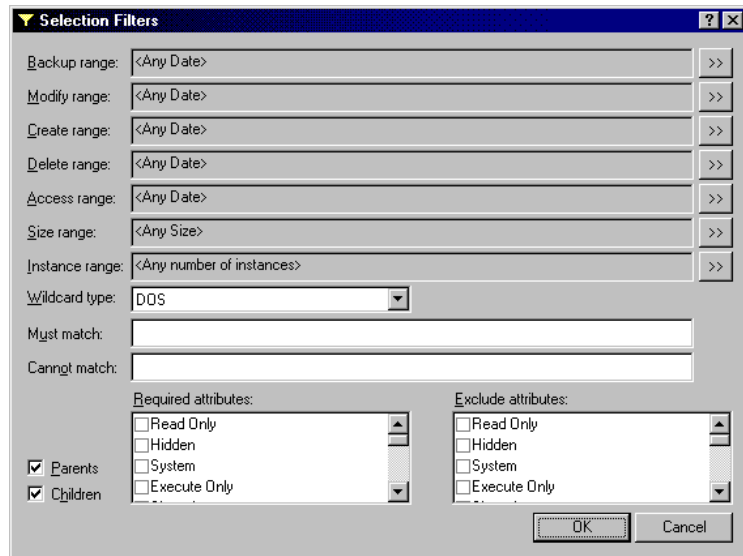 Selection Filters
Backup range: <Any Date> >>
Modify range: <Any Date> >>
Create range: <Any Date> >>
Delete range: <Any Date> >>
Access range: <Any Date> >>
Size range: <Any Size> >>
Instance range: <Any number of instances> >>
Wildcard type: DOS
Must match:
Cannot match:
Required attributes: Exclude attributes:
Read Only Read Only
Hidden Hidden
Parents System System
Children Execute Only Execute Only
OK Cancel